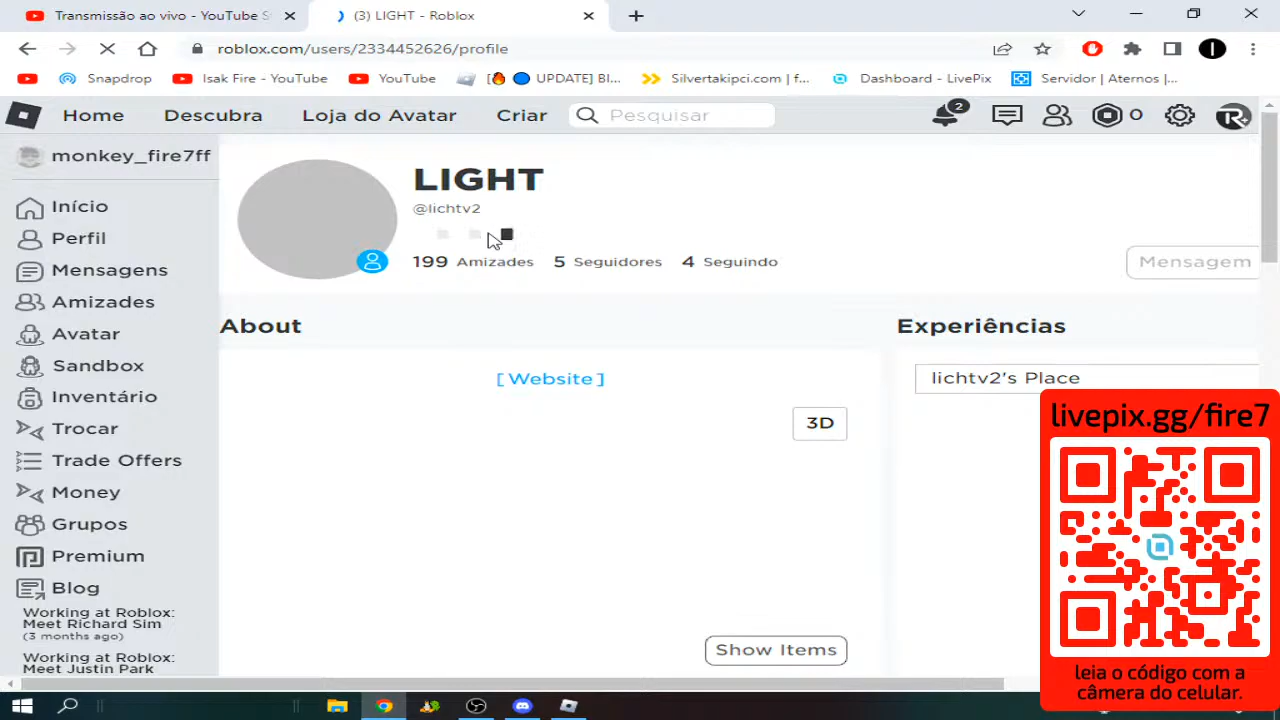 Transmissão ao vivo - YouTube S
(3) LIGHT - Roblox
roblox.com/users/2334452626/profile
Snapdrop
Isak Fire - YouTube
YouTube
[🔥🔵 UPDATE] Bl...
Silvertakipci.com | f...
Dashboard - LivePix
Servidor | Aternos |...
Home
Descubra
Loja do Avatar
Criar
Pesquisar
2
0
monkey_fire7ff
Início
Perfil
Mensagens
Amizades
Avatar
Sandbox
Inventário
Trocar
Trade Offers
Money
Grupos
Premium
Blog
Working at Roblox:
Meet Richard Sim
(3 months ago)
Working at Roblox:
Meet Justin Park
LIGHT
@lichtv2
199 Amizades 5 Seguidores 4 Seguindo
Mensagem
About
[ Website ]
3D
Show Items
Experiências
lichtv2's Place
livepix.gg/fire7
leia o código com a
câmera do celular.